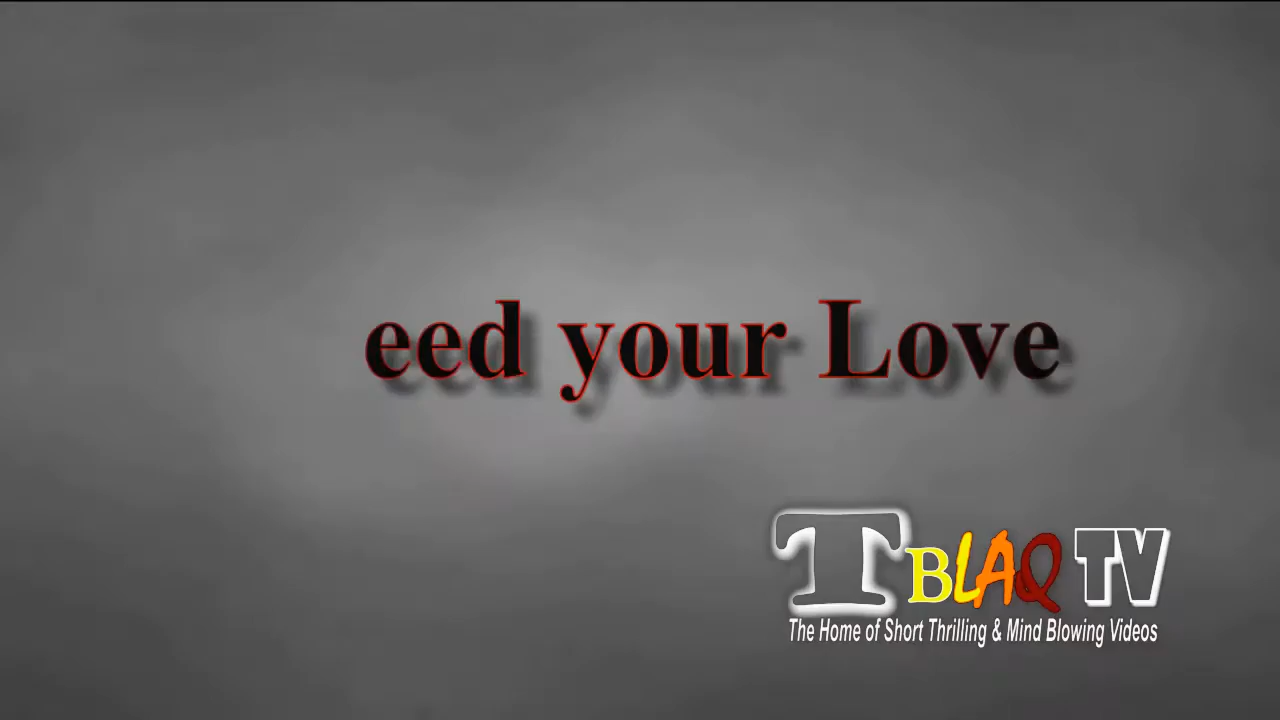 eed your Love
T BLAQ TV
The Home of Short Thrilling & Mind Blowing Videos